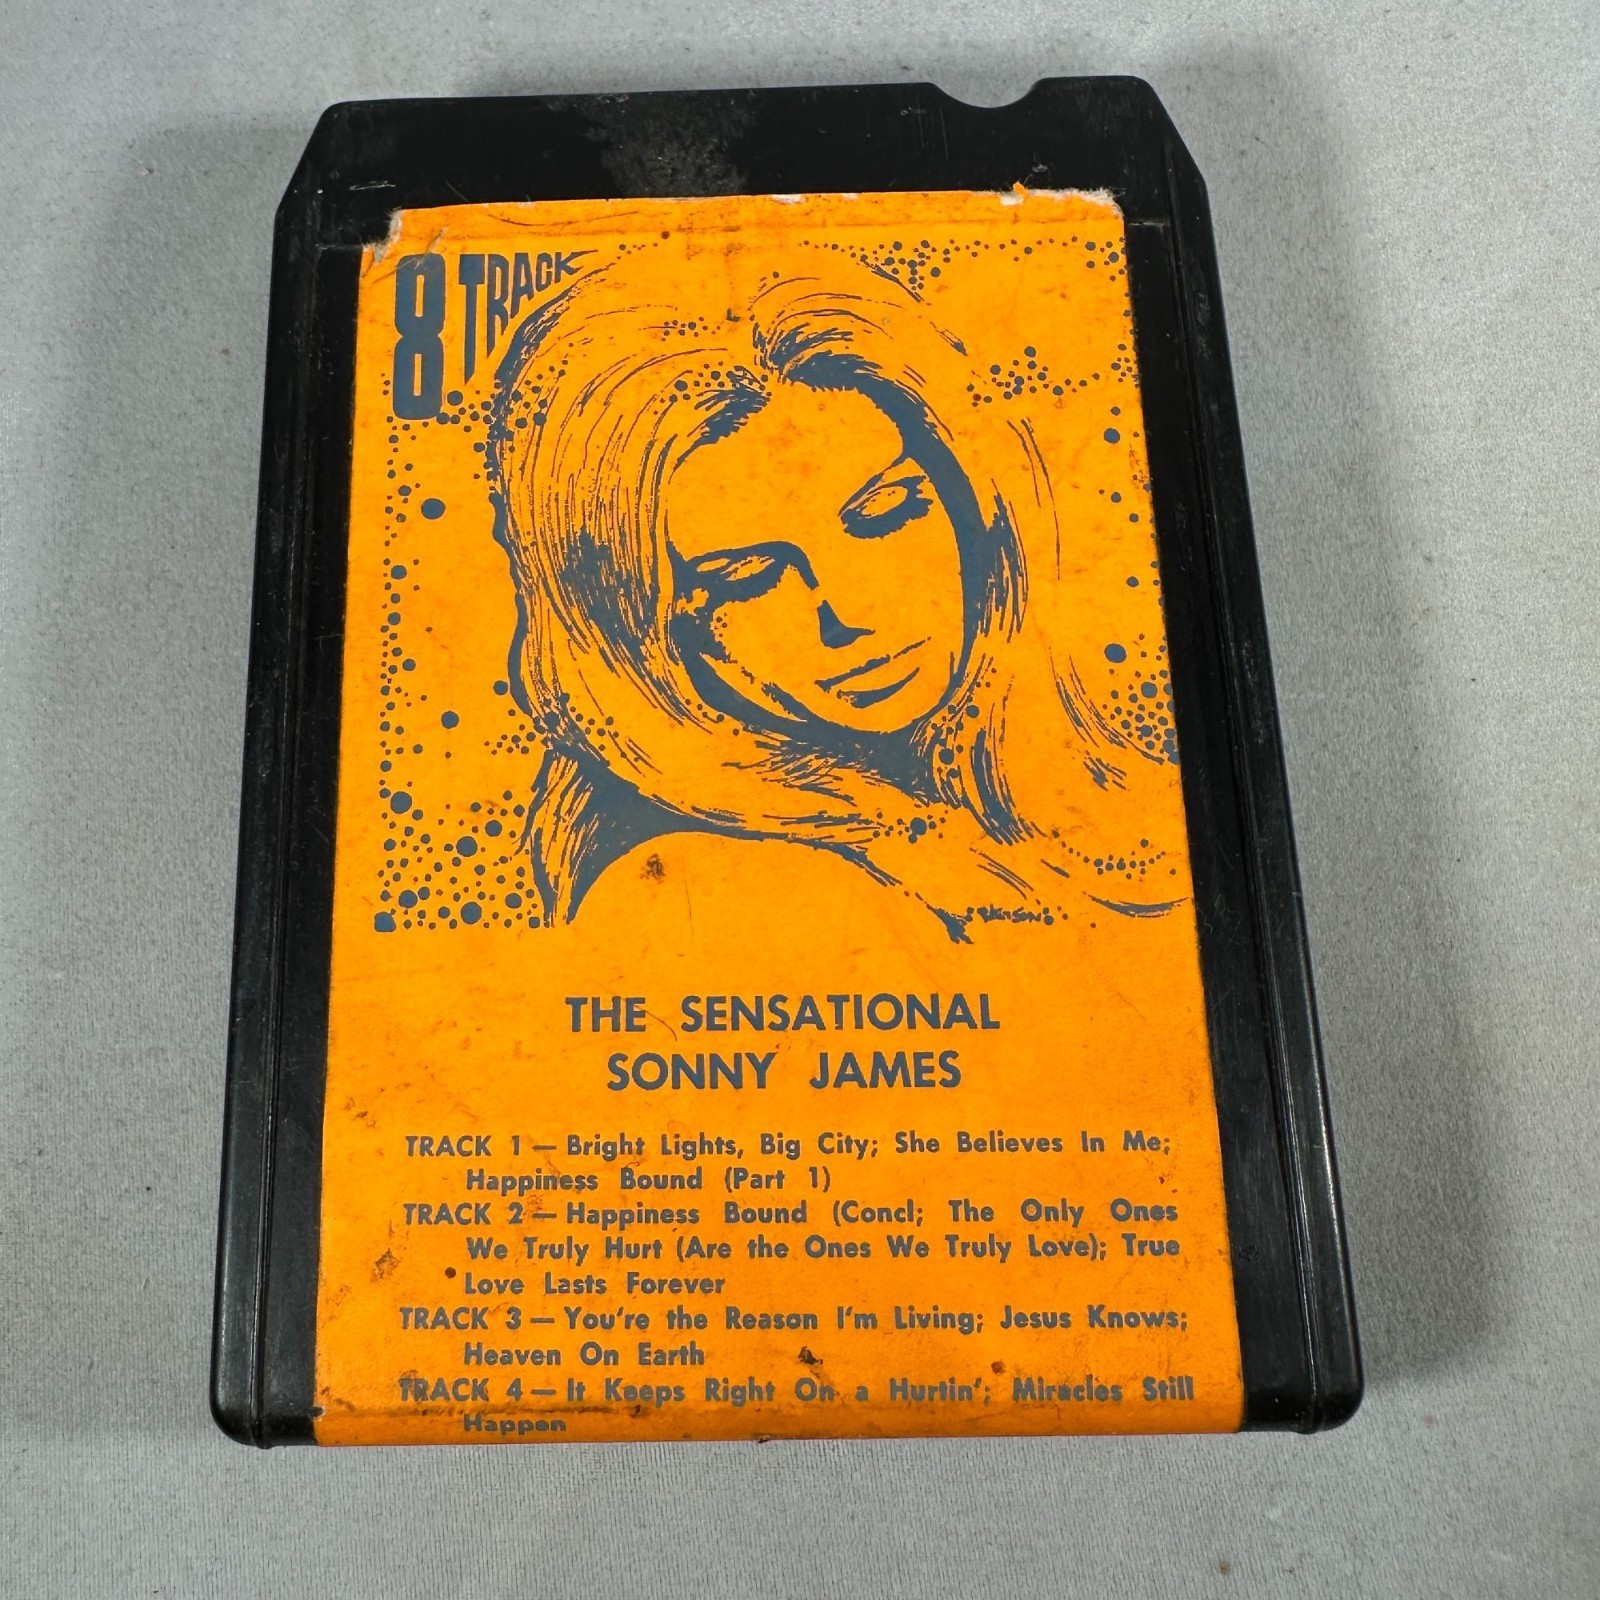 8 TRACK
THE SENSATIONAL
SONNY JAMES
TRACK 1 — Bright Lights, Big City; She Believes In Me;
Happiness Bound (Part 1)
TRACK 2 — Happiness Bound (Concl; The Only Ones
We Truly Hurt (Are the Ones We Truly Love); True
Love Lasts Forever
TRACK 3 — You're the Reason I'm Living; Jesus Knows;
Heaven On Earth
TRACK 4 — It Keeps Right On a Hurtin'; Miracles Still
Happen